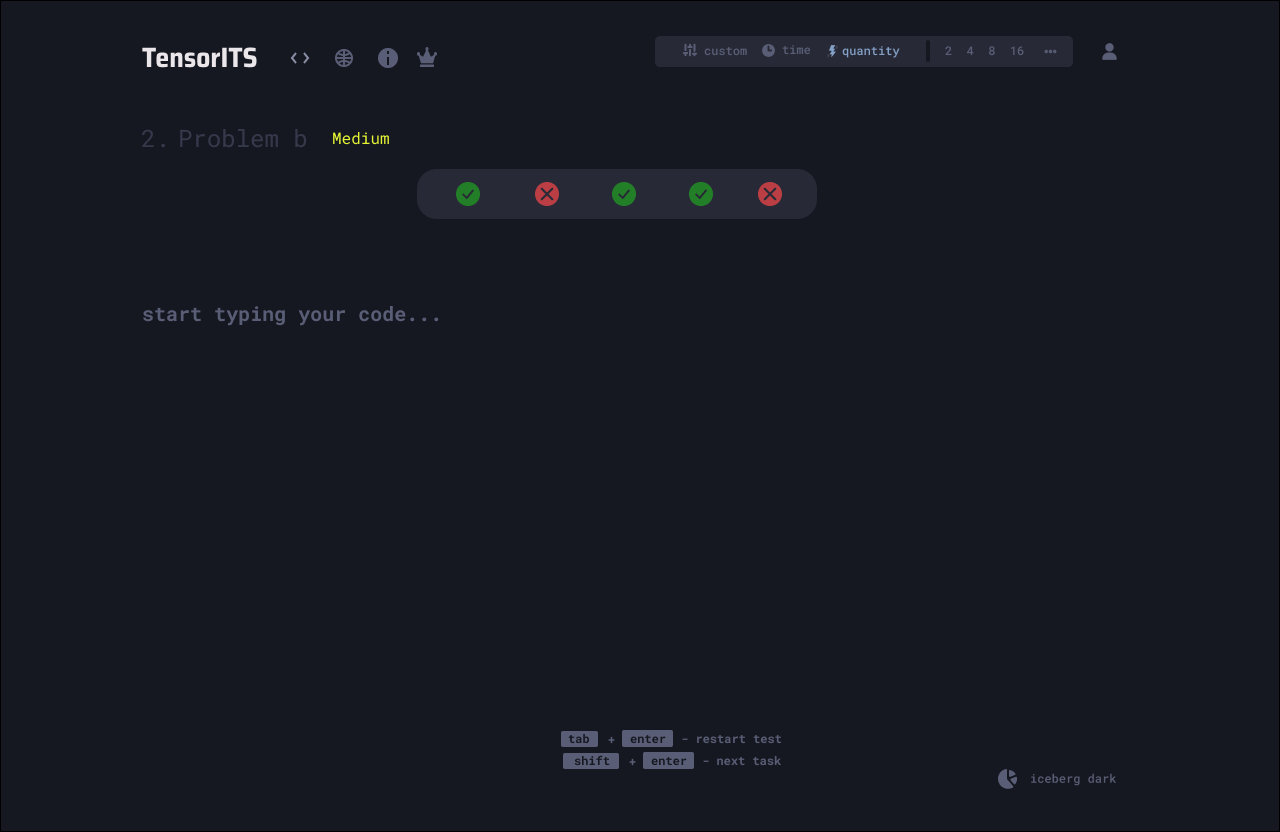 TensorITS custom time quantity 2 4 8 16 ...
2. Problem b Medium
start typing your code...
tab + enter - restart test
shift + enter - next task
iceberg dark